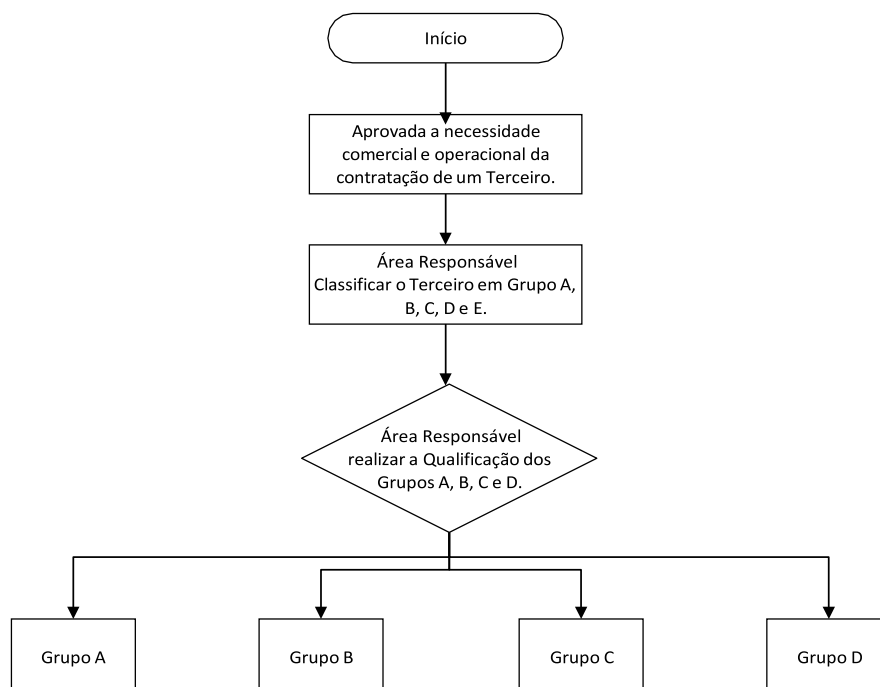 Início
Aprovada a necessidade
comercial e operacional da
contratação de um Terceiro.
Área Responsável
Classificar o Terceiro em Grupo A,
B, C, D e E.
Área Responsável
realizar a Qualificação dos
Grupos A, B, C e D.
Grupo A
Grupo B
Grupo C
Grupo D